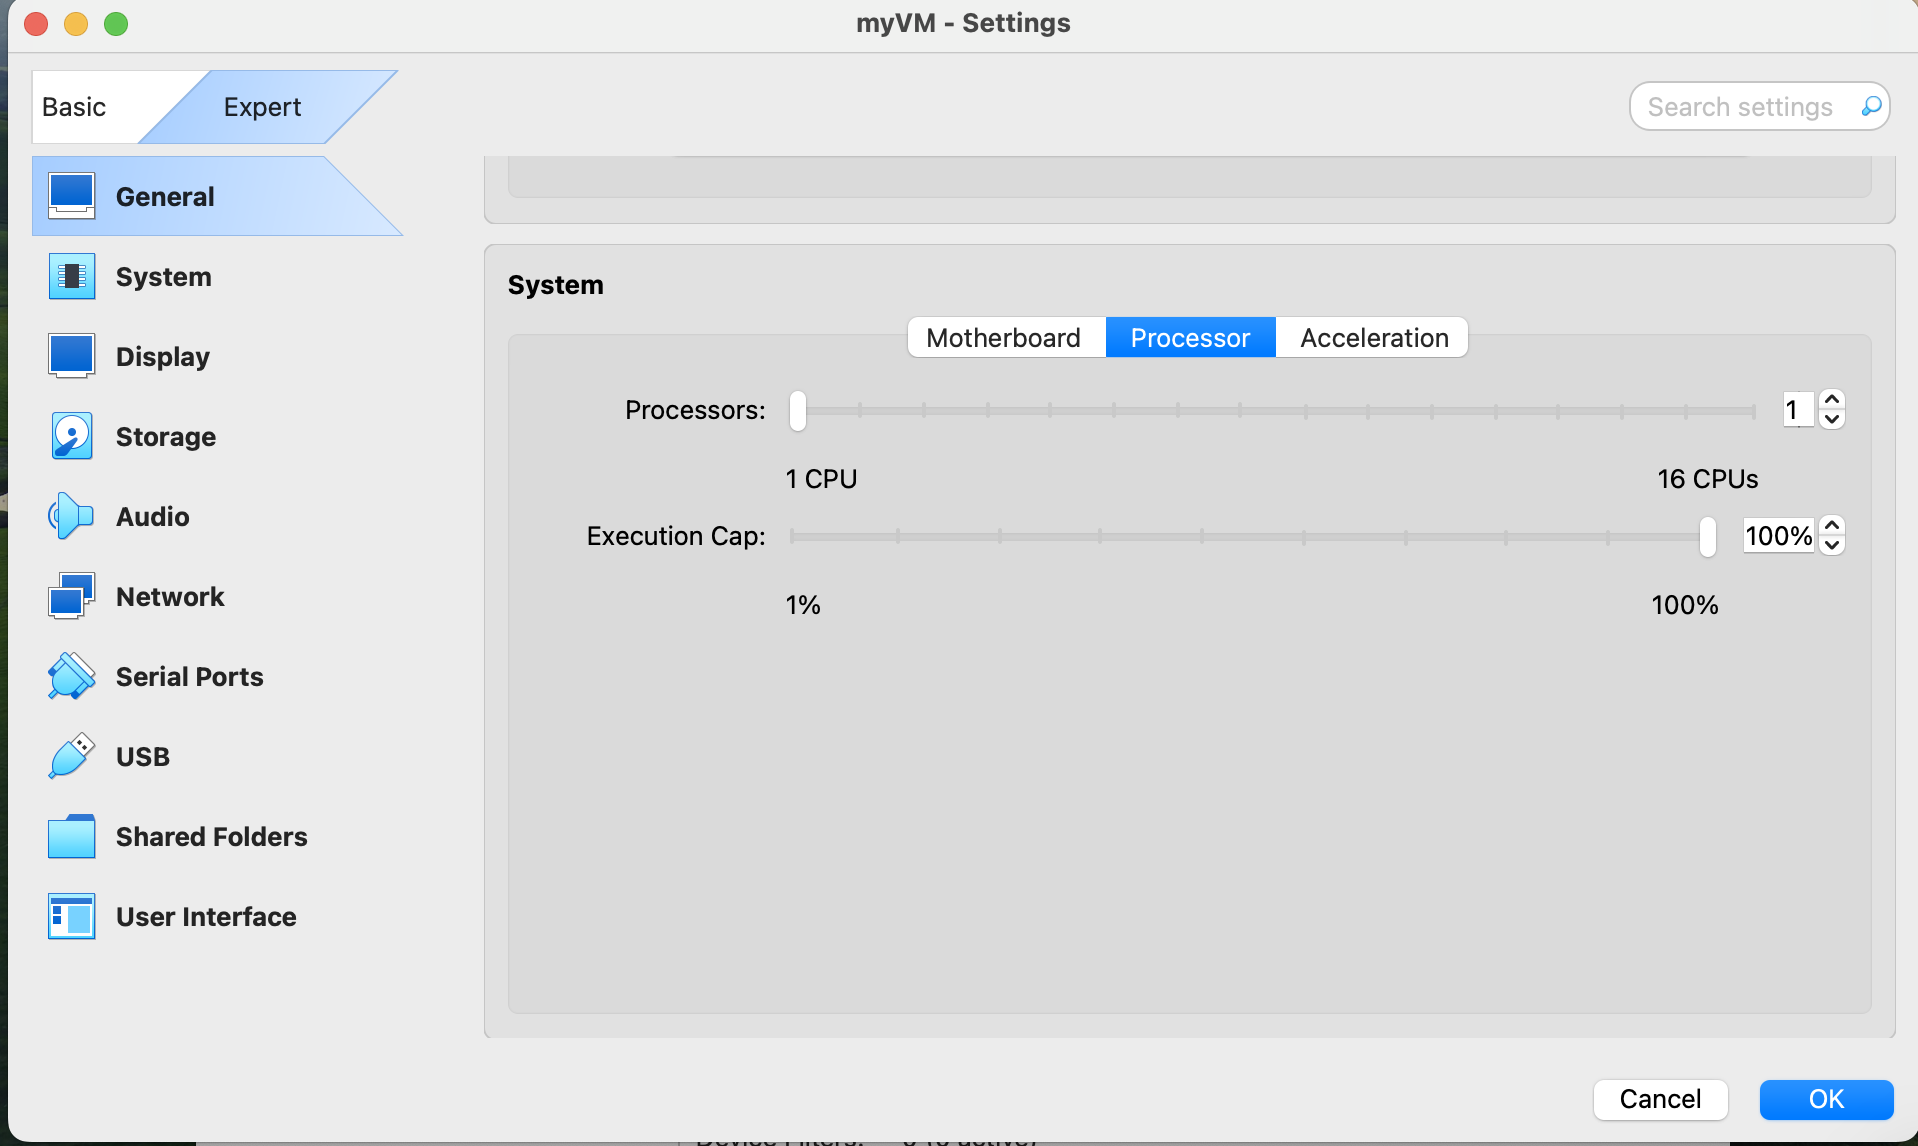 myVM - Settings
Basic
Expert
Search settings
General
System
Display
Storage
Audio
Network
Serial Ports
USB
Shared Folders
User Interface
System
Motherboard
Processor
Acceleration
Processors:
1
1 CPU
16 CPUs
Execution Cap:
100%
1%
100%
Cancel
OK